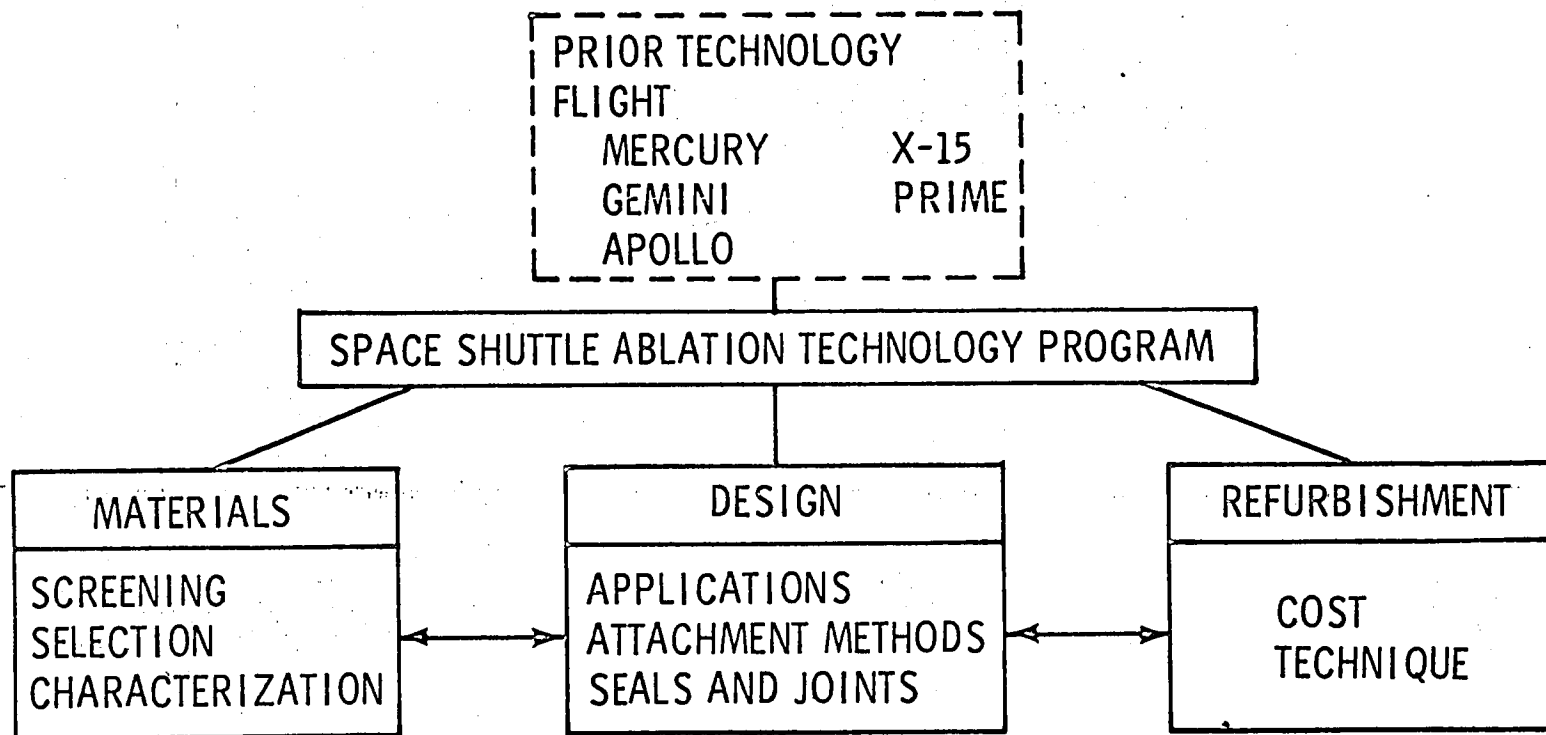 PRIOR TECHNOLOGY
FLIGHT
MERCURY X-15
GEMINI PRIME
APOLLO
SPACE SHUTTLE ABLATION TECHNOLOGY PROGRAM
MATERIALS
SCREENING
SELECTION
CHARACTERIZATION
DESIGN
APPLICATIONS
ATTACHMENT METHODS
SEALS AND JOINTS
REFURBISHMENT
COST
TECHNIQUE